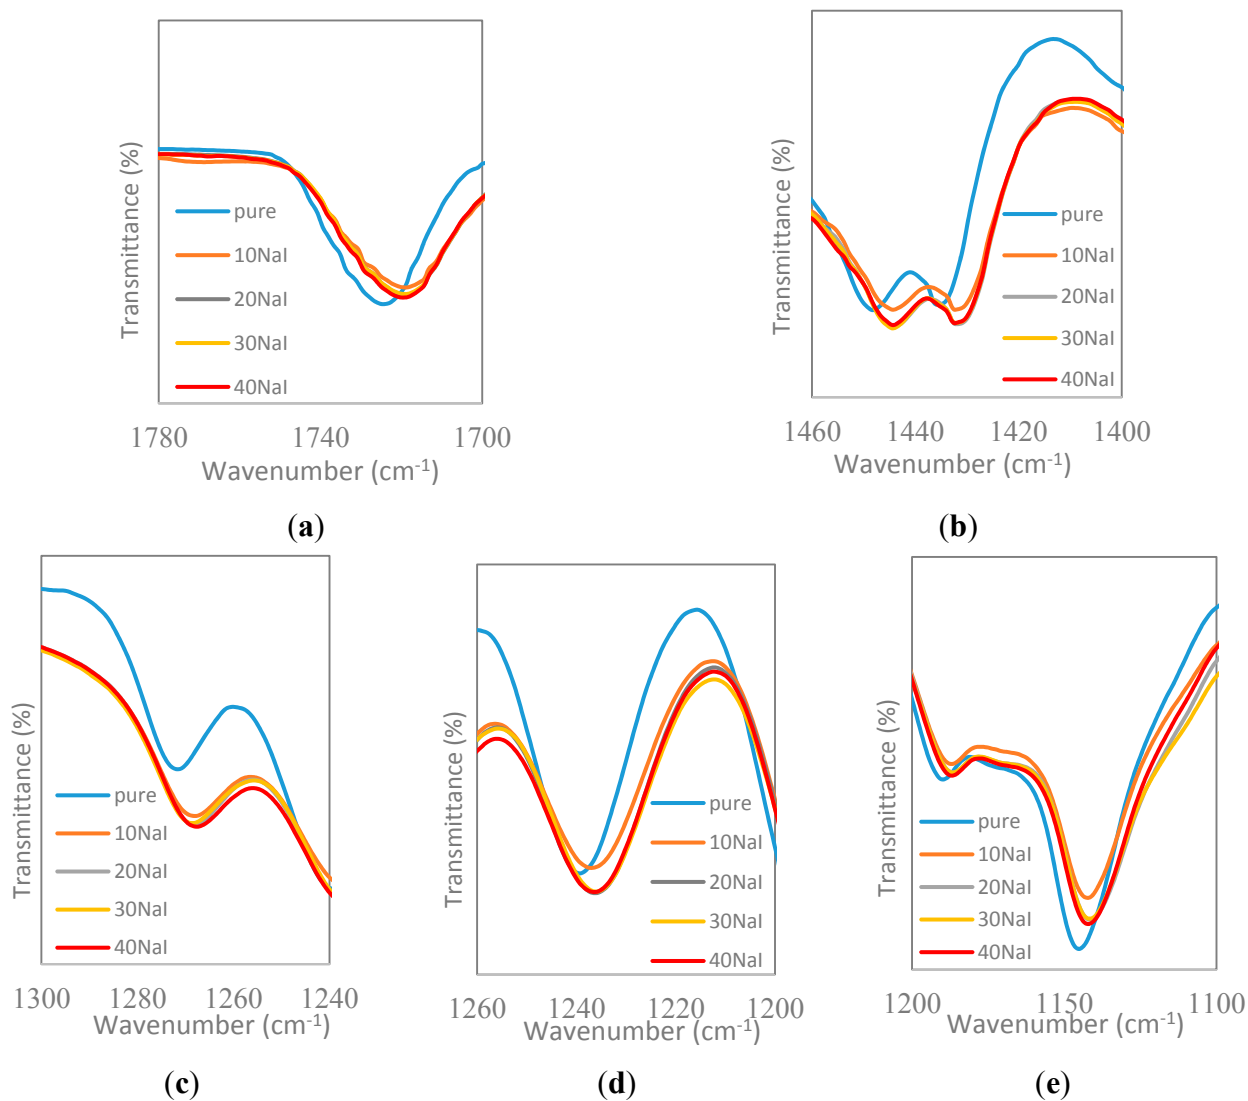 Transmittance (%)
pure
10NaI
20NaI
30NaI
40NaI
1780 1740 1700
Wavenumber (cm-1)
(a)
Transmittance (%)
pure
10NaI
20NaI
30NaI
40NaI
1460 1440 1420 1400
Wavenumber (cm-1)
(b)
Transmittance (%)
pure
10NaI
20NaI
30NaI
40NaI
1300 1280 1260 1240
Wavenumber (cm-1)
(c)
Transmittance (%)
pure
10NaI
20NaI
30NaI
40NaI
1260 1240 1220 1200
Wavenumber (cm-1)
(d)
Transmittance (%)
pure
10NaI
20NaI
30NaI
40NaI
1200 1150 1100
Wavenumber (cm-1)
(e)